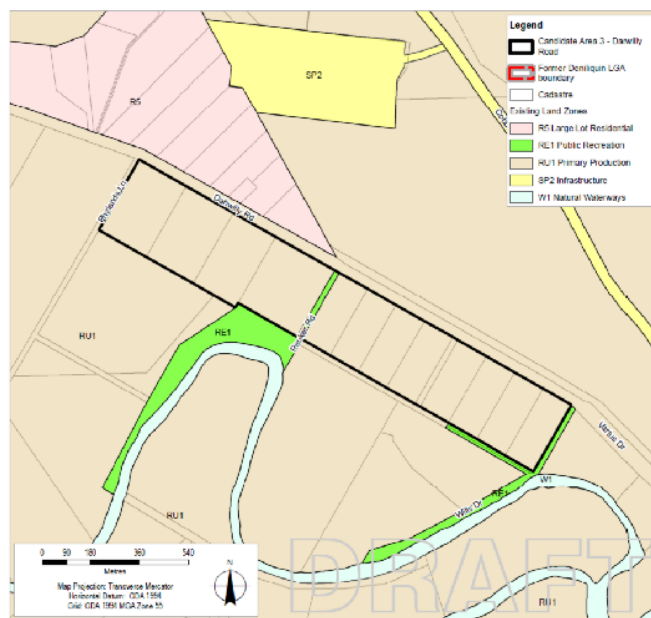 Legend
Candidate Area 3 - Darwilly
Road
Former Deniliquin LGA
boundary
Cadastre
Existing Land Zones
R5 Large Lot Residential
RE1 Public Recreation
RU1 Primary Production
SP2 Infrastructure
W1 Natural Waterways
SP2
R5
Darwilly Rd
RU1
RE1
RU1
RE1
W1
Willis Dr
RU1
0 90 180 360 540
Metres
Map Projection: Transverse Mercator
Horizontal Datum: GDA 1994
Grid: GDA 1994 MGA Zone 55
N
DRAFT